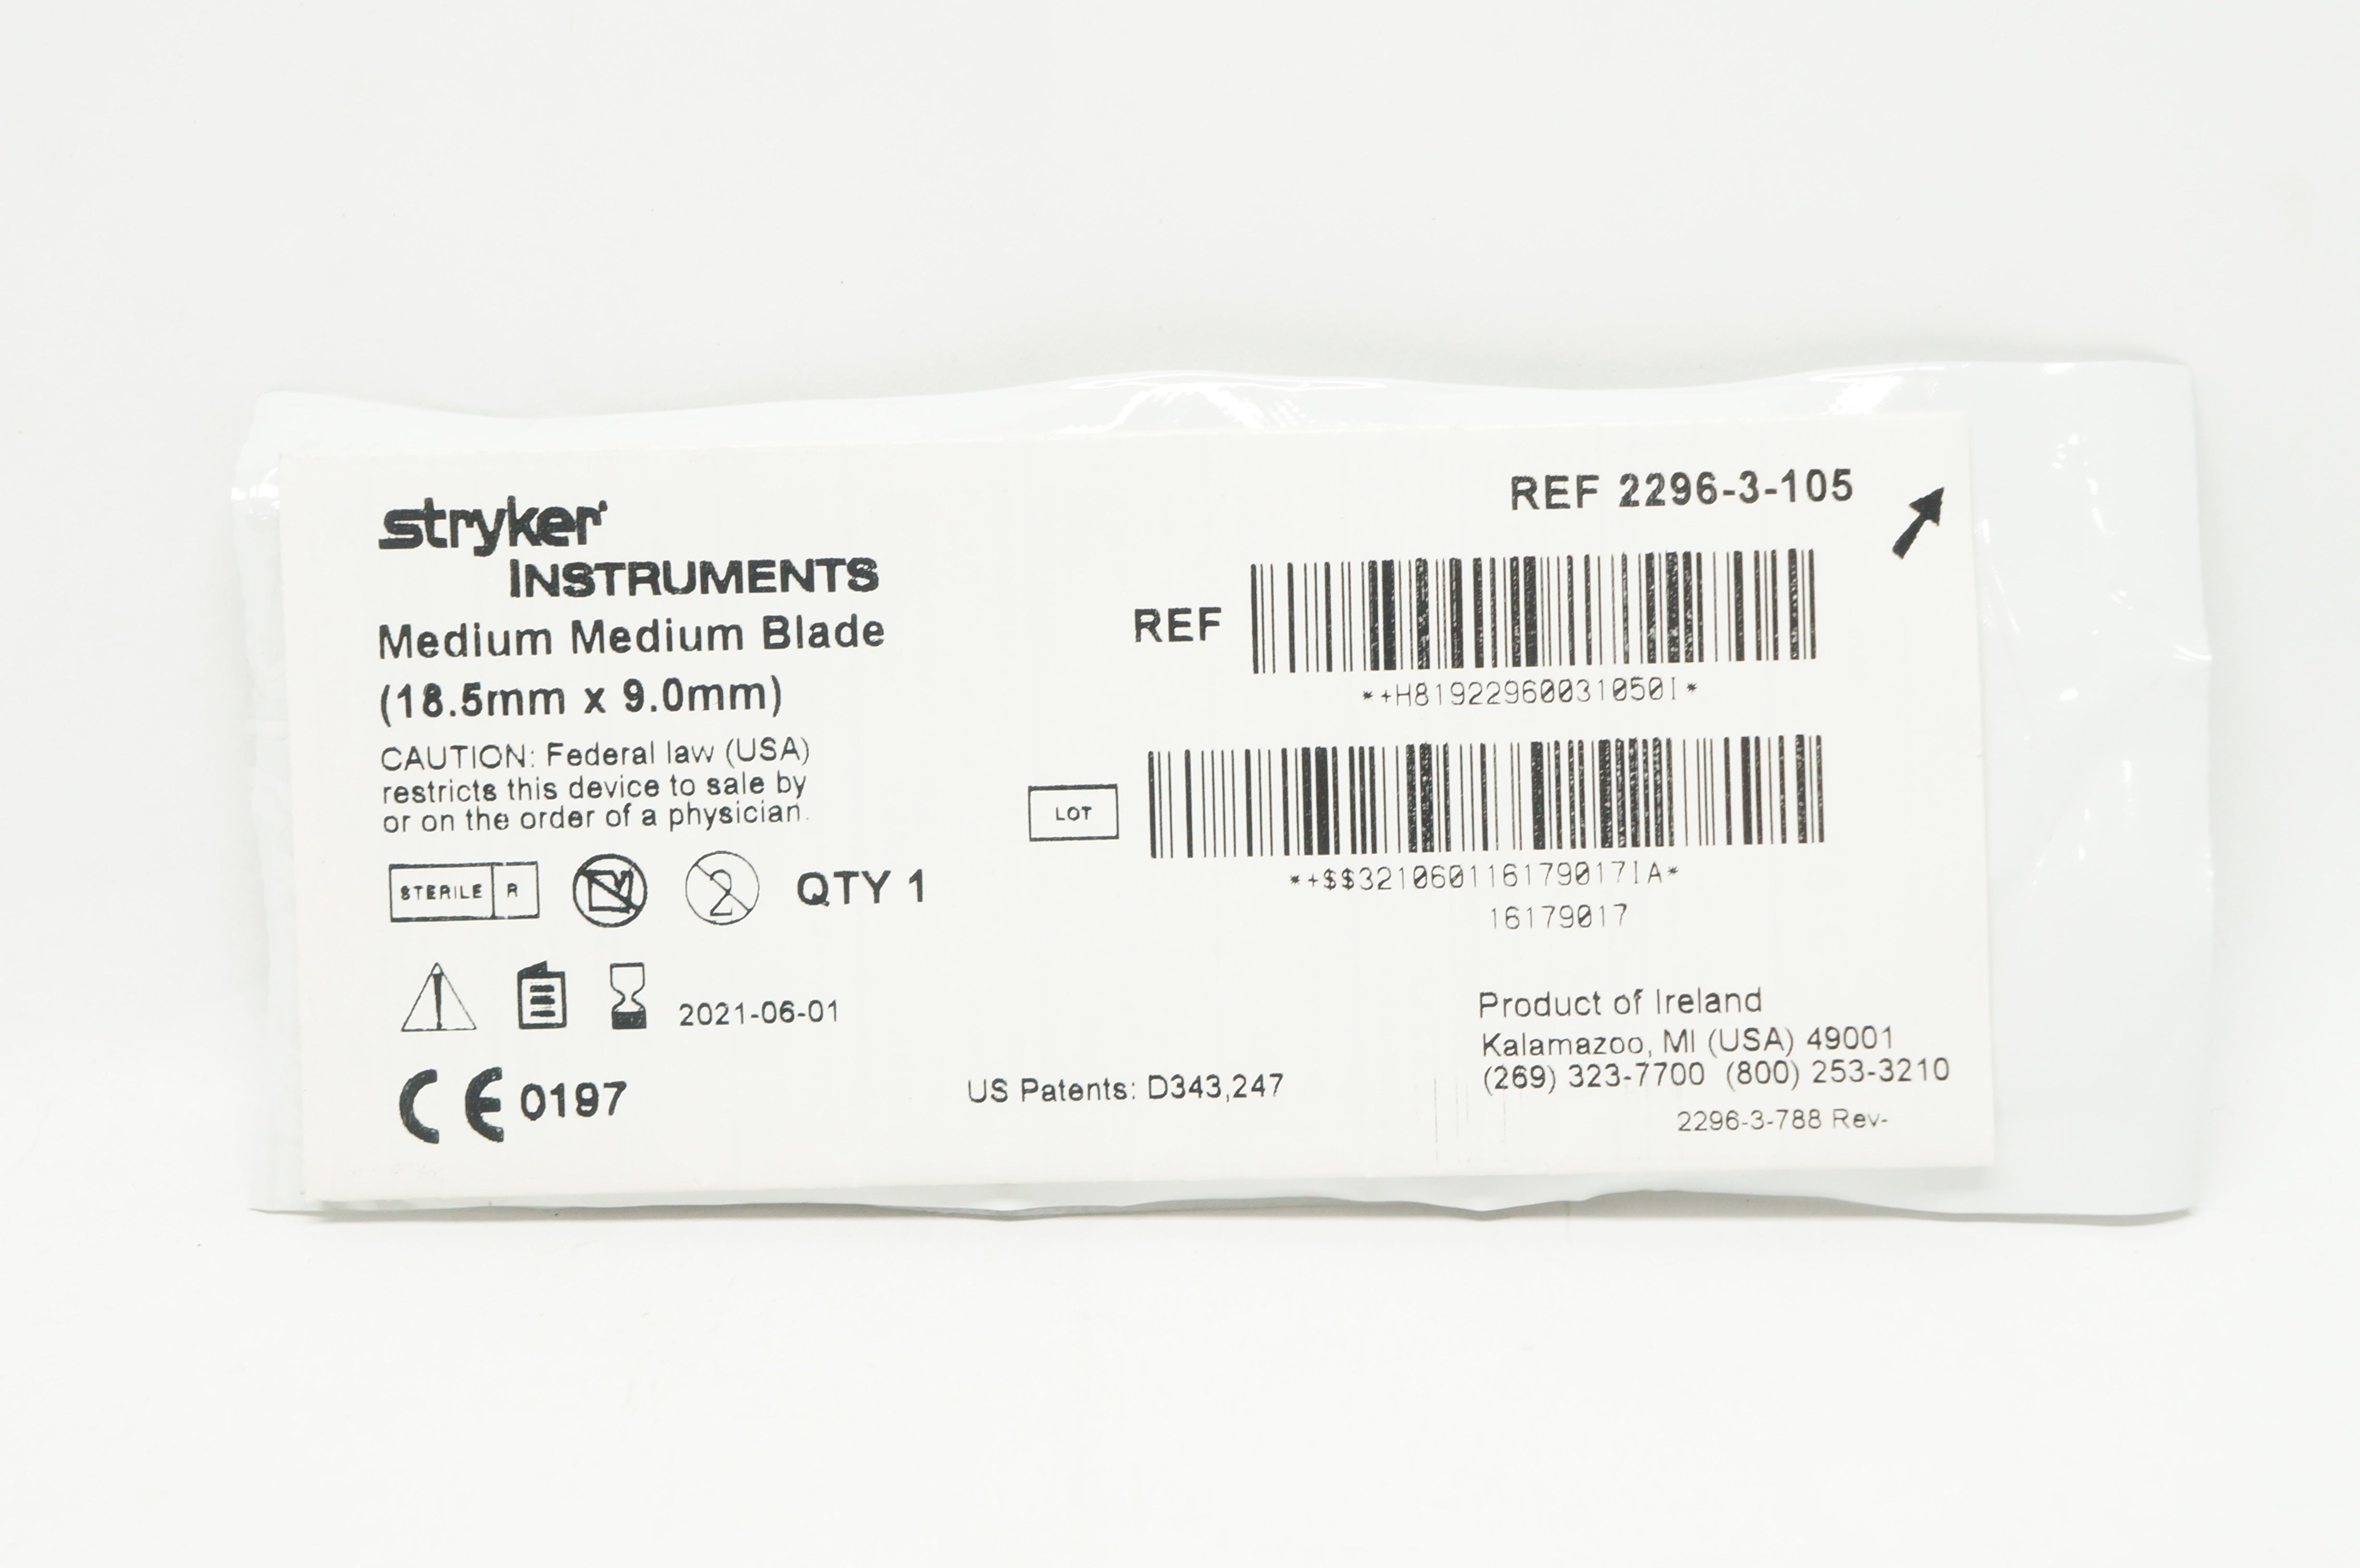 stryker
INSTRUMENTS
Medium Medium Blade
(18.5mm x 9.0mm)
CAUTION: Federal law (USA)
restricts this device to sale by
or on the order of a physician.
STERILE R
2
QTY 1
2021-06-01
CE 0197
US Patents: D343,247
REF 2296-3-105
REF
*+H819229600310501*
LOT
*+$$3210601161790171A*
16179017
Product of Ireland
Kalamazoo, MI (USA) 49001
(269) 323-7700 (800) 253-3210
2296-3-788 Rev-